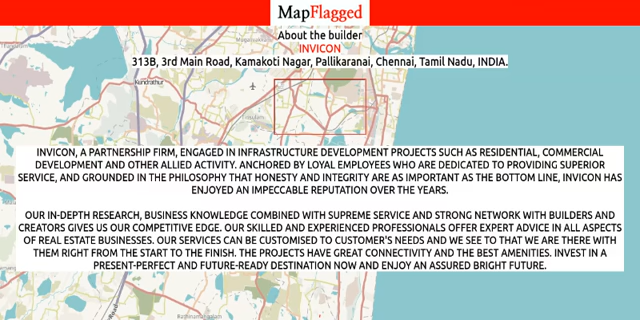 MapFlagged
About the builder
INVICON
313B, 3rd Main Road, Kamakoti Nagar, Pallikaranai, Chennai, Tamil Nadu, INDIA.
Kundrathur
INVICON, A PARTNERSHIP FIRM, ENGAGED IN INFRASTRUCTURE DEVELOPMENT PROJECTS SUCH AS RESIDENTIAL, COMMERCIAL
DEVELOPMENT AND OTHER ALLIED ACTIVITY. ANCHORED BY LOYAL EMPLOYEES WHO ARE DEDICATED TO PROVIDING SUPERIOR
SERVICE, AND GROUNDED IN THE PHILOSOPHY THAT HONESTY AND INTEGRITY ARE AS IMPORTANT AS THE BOTTOM LINE, INVICON HAS
ENJOYED AN IMPECCABLE REPUTATION OVER THE YEARS.
OUR IN-DEPTH RESEARCH, BUSINESS KNOWLEDGE COMBINED WITH SUPREME SERVICE AND STRONG NETWORK WITH BUILDERS AND
CREATORS GIVES US OUR COMPETITIVE EDGE. OUR SKILLED AND EXPERIENCED PROFESSIONALS OFFER EXPERT ADVICE IN ALL ASPECTS
OF REAL ESTATE BUSINESSES. OUR SERVICES CAN BE CUSTOMISED TO CUSTOMER'S NEEDS AND WE SEE TO THAT WE ARE THERE WITH
THEM RIGHT FROM THE START TO THE FINISH. THE PROJECTS HAVE GREAT CONNECTIVITY AND THE BEST AMENITIES. INVEST IN A
PRESENT-PERFECT AND FUTURE-READY DESTINATION NOW AND ENJOY AN ASSURED BRIGHT FUTURE.